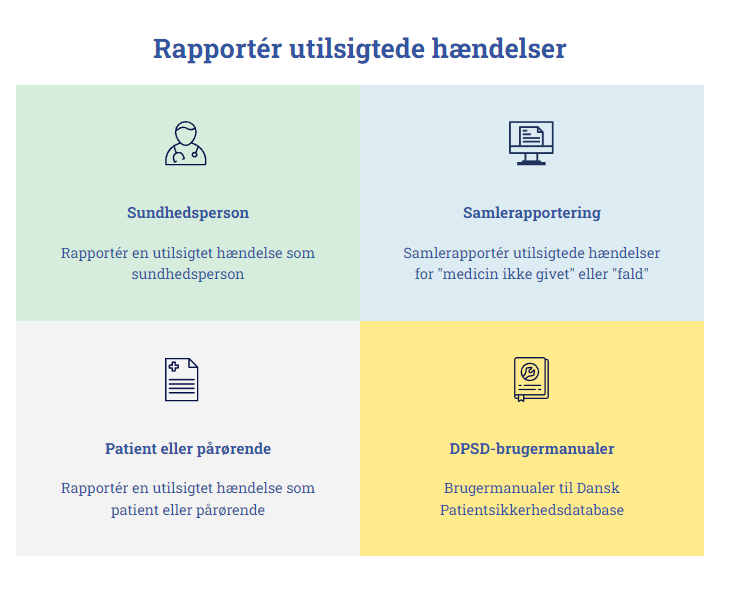 Rapportér utilsigtede hændelser
Sundhedsperson
Rapportér en utilsigtet hændelse som
sundhedsperson
Samlerapportering
Samlerapportér utilsigtede hændelser
for "medicin ikke givet" eller "fald"
Patient eller pårørende
Rapportér en utilsigtet hændelse som
patient eller pårørende
DPSD-brugermanualer
Brugermanualer til Dansk
Patientsikkerhedsdatabase